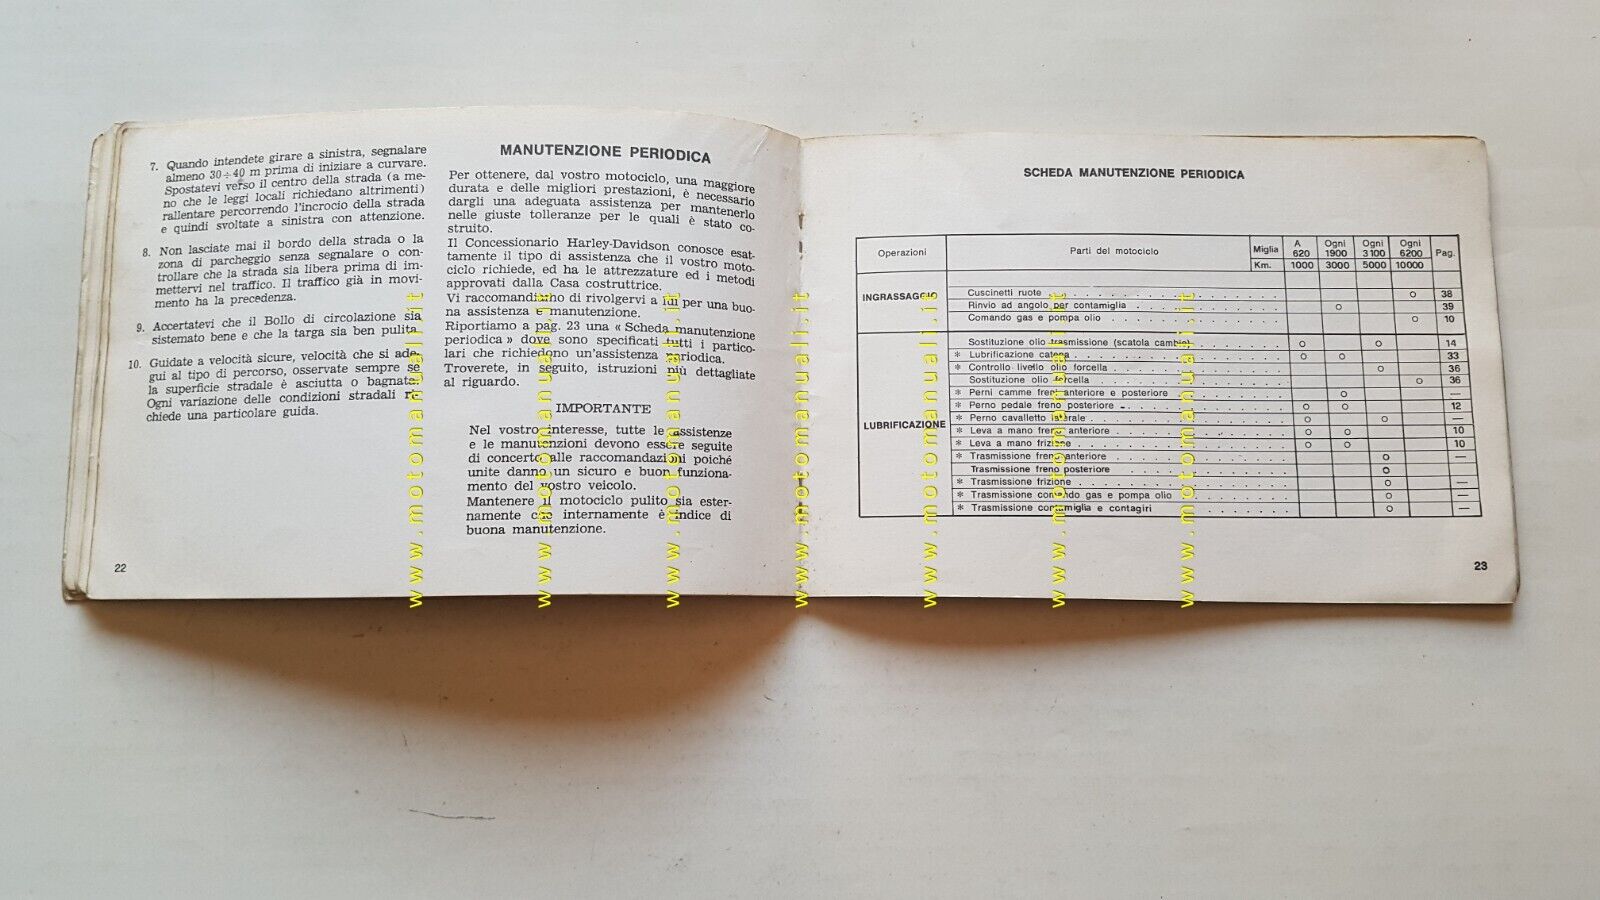 7. Quando intendete girare a sinistra, segnalare
almeno 30÷40 m prima di iniziare a curvare.
Spostatevi verso il centro della strada (a me-
no che le leggi locali richiedano altrimenti)
rallentare percorrendo l'incrocio della strada
e quindi svoltate a sinistra con attenzione.
8. Non lasciate mai il bordo della strada o la
zona di parcheggio senza segnalare o con-
trollare che la strada sia libera prima di im-
mettervi nel traffico. Il traffico già in movi-
mento ha la precedenza.
9. Accertatevi che il Bollo di circolazione sia
sistemato bene e che la targa sia ben pulita.
10. Guidate a velocità sicure, velocità che si ade-
gui al tipo di percorso, osservate sempre se
la superficie stradale è asciutta o bagnata.
Ogni variazione delle condizioni stradali ri-
chiede una particolare guida.
22
MANUTENZIONE PERIODICA
Per ottenere, dal vostro motociclo, una maggiore
durata e delle migliori prestazioni, è necessario
dargli una adeguata assistenza per mantenerlo
nelle giuste tolleranze per le quali è stato co-
struito.
Il Concessionario Harley-Davidson conosce esat-
tamente il tipo di assistenza che il vostro moto-
ciclo richiede, ed ha le attrezzature ed i metodi
approvati dalla Casa costruttrice.
Vi raccomandiamo di rivolgervi a lui per una buo-
na assistenza e manutenzione.
Riportiamo a pag. 23 una « Scheda manutenzione
periodica » dove sono specificati tutti i partico-
lari che richiedono un'assistenza periodica.
Troverete, in seguito, istruzioni più dettagliate
al riguardo.
IMPORTANTE
Nel vostro interesse, tutte le assistenze
e le manutenzioni devono essere seguite
di concerto alle raccomandazioni poiché
unite danno un sicuro e buon funziona-
mento del vostro veicolo.
Mantenere il motociclo pulito sia ester-
namente che internamente è indice di
buona manutenzione.
SCHEDA MANUTENZIONE PERIODICA
Operazioni Parti del motociclo Miglia A 620 Ogni 1900 Ogni 3100 Ogni 6200 Pag.
Km. 1000 3000 5000 10000
INGRASSAGGIO
Cuscinetti ruote o 38
Rinvio ad angolo per contamiglia o 39
Comando gas e pompa olio o 10
LUBRIFICAZIONE
Sostituzione olio trasmissione (scatola cambio) o o 14
* Lubrificazione catena o o 33
* Controllo livello olio forcella o 36
Sostituzione olio forcella o 36
* Perni camme freni anteriore e posteriore o —
* Perno pedale freno posteriore o o 12
* Perno cavalletto laterale o o —
* Leva a mano freno anteriore o o 10
* Leva a mano frizione o o 10
* Trasmissione freno anteriore o —
Trasmissione freno posteriore o
* Trasmissione frizione o —
* Trasmissione comando gas e pompa olio o —
* Trasmissione contamiglia e contagiri o —
23
www.motomanuali.it
www.motomanuali.it
www.motomanuali.it
www.motomanuali.it
www.motomanuali.it
www.motomanuali.it
www.motomanuali.it